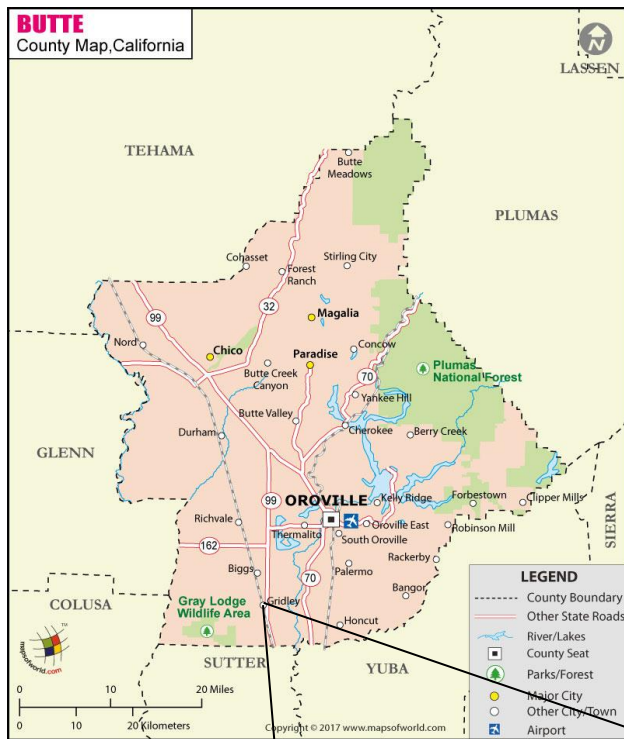 BUTTE
County Map,California
N
LASSEN
TEHAMA
Butte
Meadows
PLUMAS
Cohasset
Stirling City
Forest
Ranch
99
32
Magalia
Nord
Chico
Paradise
Concow
Plumas
National Forest
Butte Creek
Canyon
70
Yankee Hill
Butte Valley
Cherokee
Durham
Berry Creek
GLENN
99
OROVILLE
Kelly Ridge
Forbestown
Clipper Mills
SIERRA
Richvale
Thermalito
Oroville East
Robinson Mill
South Oroville
162
Rackerby
Biggs
70
Palermo
Bangor
COLUSA
Gray Lodge
Wildlife Area
Gridley
Honcut
SUTTER
YUBA
mapsofworld.com
0 10 20 Miles
0 10 20 Kilometers
Copyright © 2017 www.mapsofworld.com
LEGEND
County Boundary
Other State Roads
River/Lakes
County Seat
Parks/Forest
Major City
Other City/Town
Airport